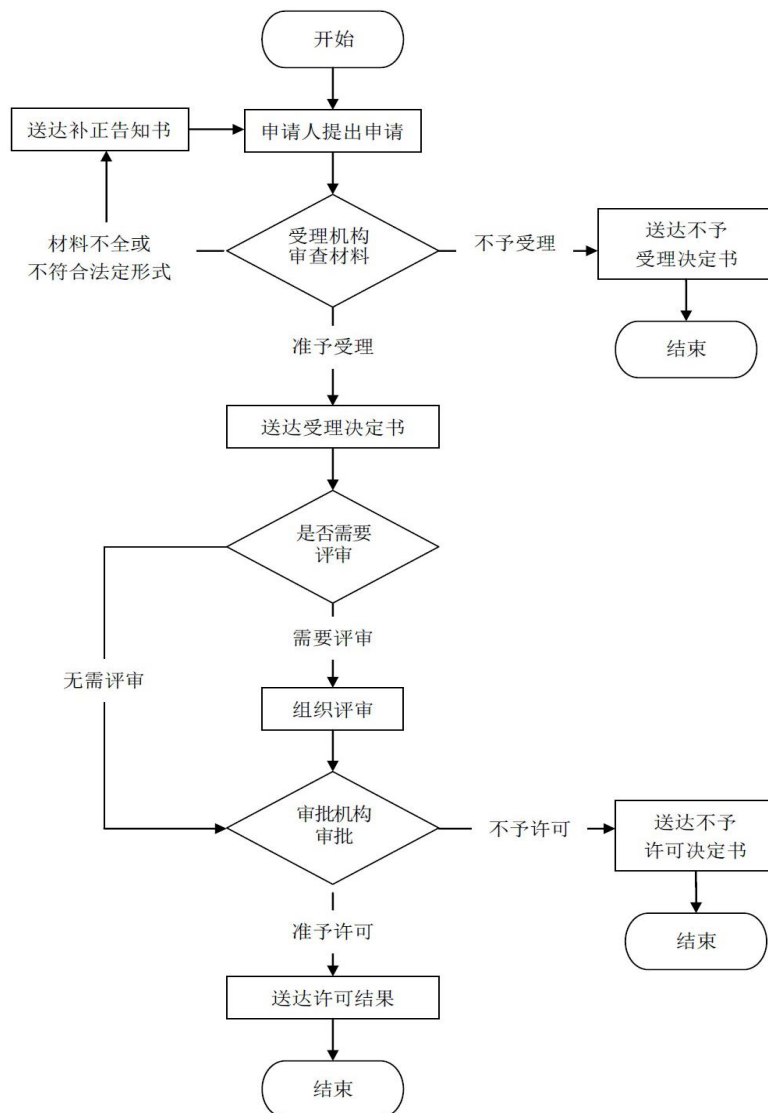 开始
送达补正告知书
申请人提出申请
材料不全或
不符合法定形式
受理机构
审查材料
不予受理
送达不予
受理决定书
结束
准予受理
送达受理决定书
是否需要
评审
需要评审
无需评审
组织评审
审批机构
审批
不予许可
送达不予
许可决定书
结束
准予许可
送达许可结果
结束